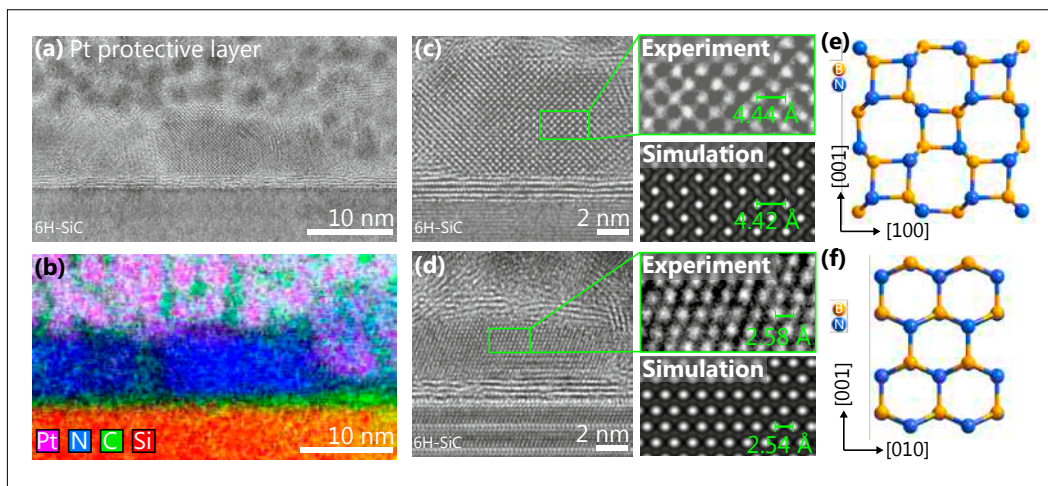 (a) Pt protective layer
6H-SiC
10 nm
(b)
Pt N C Si
10 nm
(c)
6H-SiC
2 nm
Experiment
4.44 Å
Simulation
4.42 Å
(d)
6H-SiC
2 nm
Experiment
2.58 Å
Simulation
2.54 Å
(e)
B
N
[001]
[100]
(f)
B
N
[001]
[010]